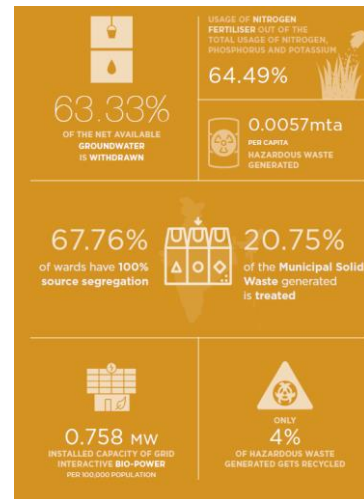 63.33%
OF THE NET AVAILABLE
GROUNDWATER
IS WITHDRAWN
USAGE OF NITROGEN
FERTILISER OUT OF THE
TOTAL USAGE OF NITROGEN,
PHOSPHORUS AND POTASSIUM
64.49%
0.0057mta
PER CAPITA
HAZARDOUS WASTE
GENERATED
67.76%
of wards have 100%
source segregation
20.75%
of the Municipal Solid
Waste generated
is treated
0.758 MW
INSTALLED CAPACITY OF GRID
INTERACTIVE BIO-POWER
PER 100,000 POPULATION
ONLY
4%
OF HAZARDOUS WASTE
GENERATED GETS RECYCLED